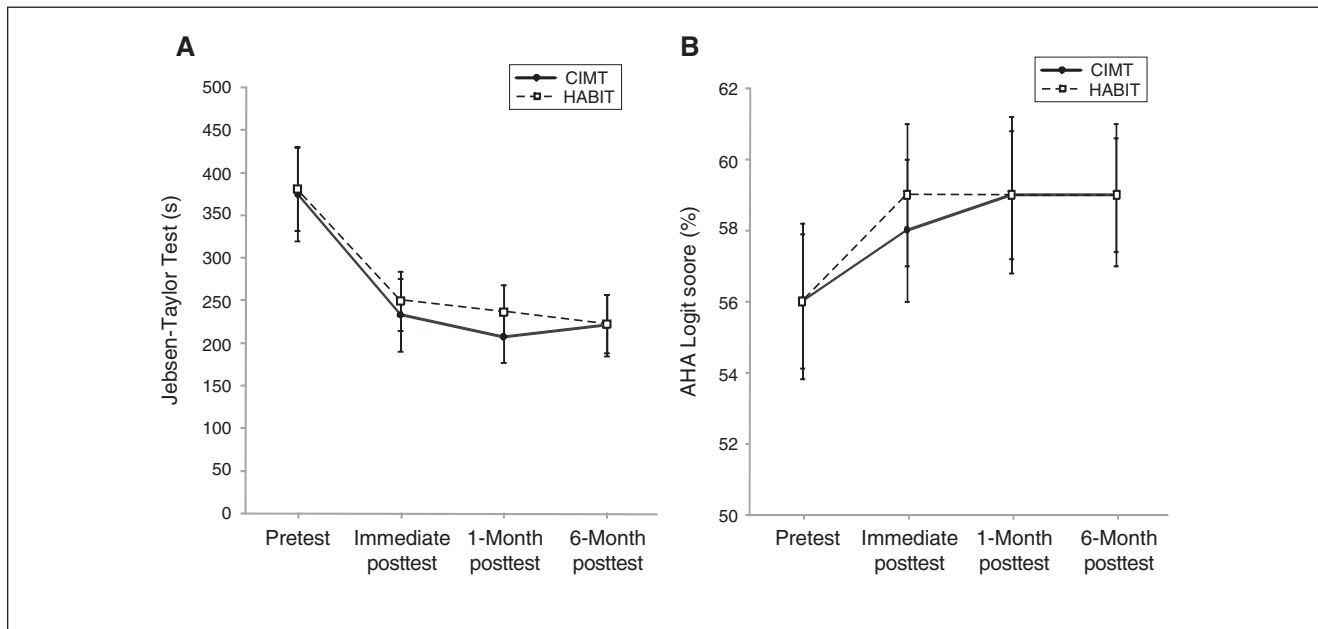 A
CIMT
HABIT
Jebsen-Taylor Test (s)
500
450
400
350
300
250
200
150
100
50
0
Pretest
Immediate
posttest
1-Month
posttest
6-Month
posttest
B
CIMT
HABIT
AHA Logit soore (%)
62
60
58
56
54
52
50
Pretest
Immediate
posttest
1-Month
posttest
6-Month
posttest